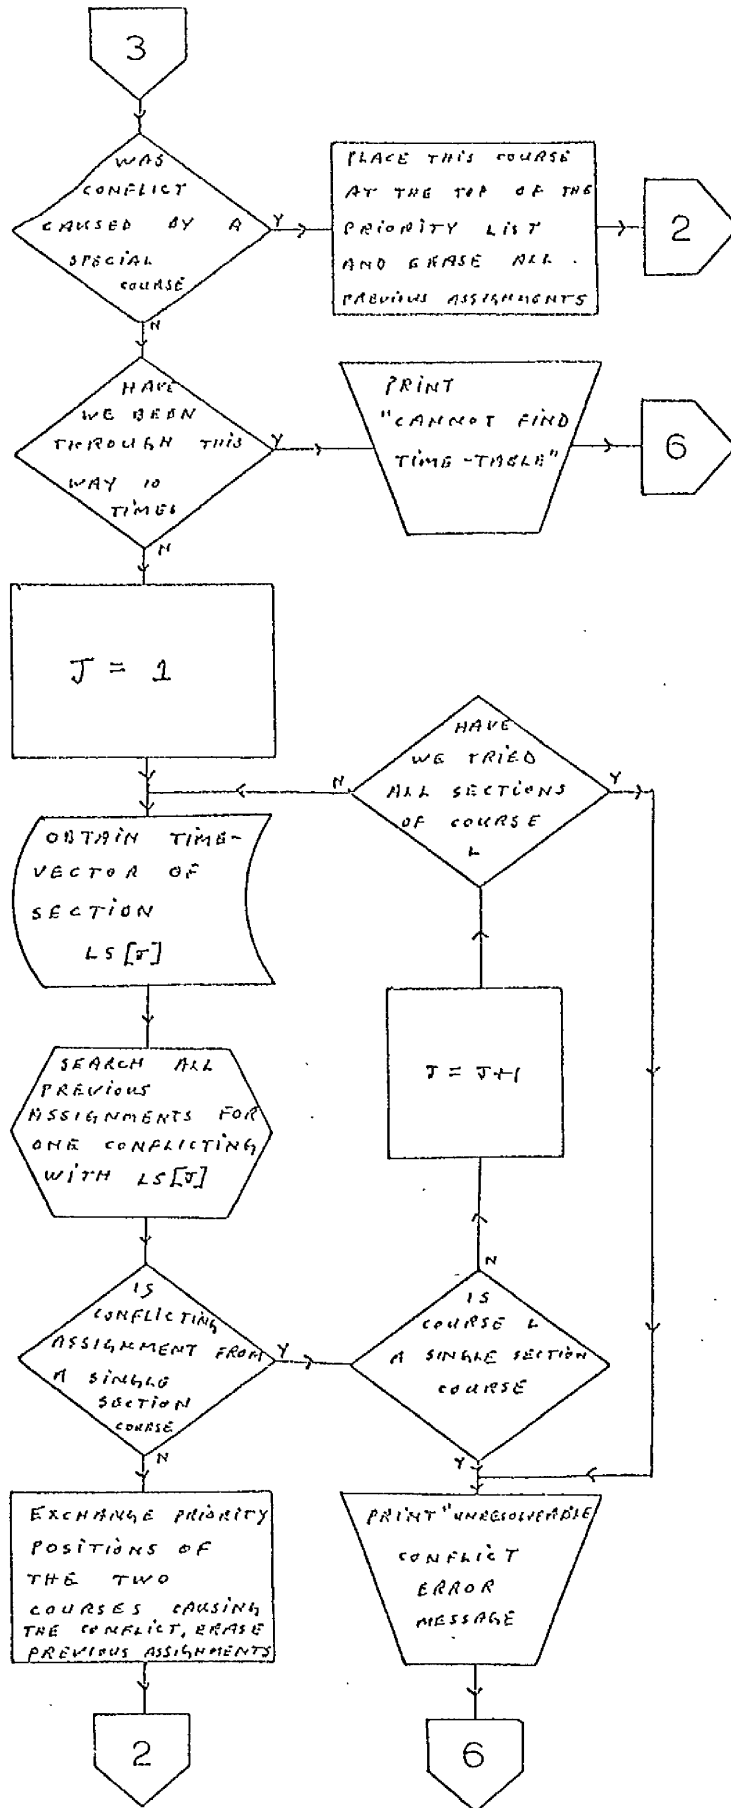 3
WAS
CONFLICT
CAUSED BY A
SPECIAL
COURSE
Y
PLACE THIS COURSE
AT THE TOP OF THE
PRIORITY LIST
AND ERASE ALL
PREVIOUS ASSIGNMENTS
2
N
HAVE
WE BEEN
THROUGH THIS
WAY 10
TIMES
Y
PRINT
"CANNOT FIND
TIME-TABLE"
6
N
J = 1
HAVE
WE TRIED
ALL SECTIONS
OF COURSE
L
N
Y
OBTAIN TIME-
VECTOR OF
SECTION
LS[J]
J = J+1
SEARCH ALL
PREVIOUS
ASSIGNMENTS FOR
ONE CONFLICTING
WITH LS[J]
IS
CONFLICTING
ASSIGNMENT FROM
A SINGLE
SECTION
COURSE
Y
N
IS
COURSE L
A SINGLE SECTION
COURSE
N
Y
EXCHANGE PRIORITY
POSITIONS OF
THE TWO
COURSES CAUSING
THE CONFLICT, ERASE
PREVIOUS ASSIGNMENTS
PRINT "UNRESOLVEABLE
CONFLICT
ERROR
MESSAGE
2
6